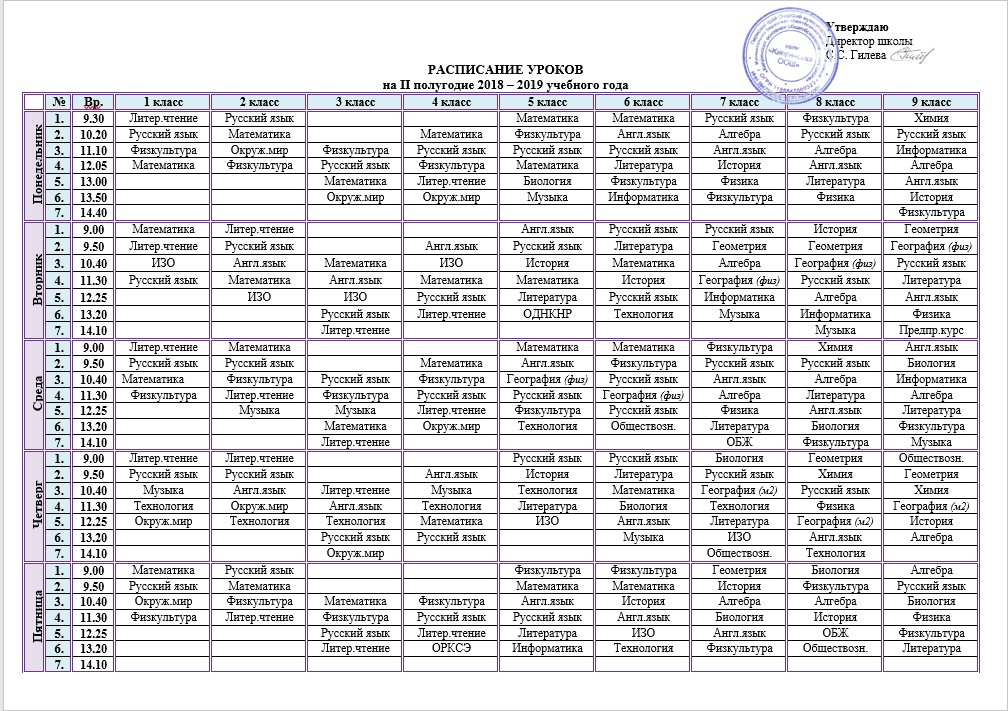 Утверждаю
Директор школы
С.С. Гилева
РАСПИСАНИЕ УРОКОВ
на II полугодие 2018 – 2019 учебного года
№ Вр. 1 класс 2 класс 3 класс 4 класс 5 класс 6 класс 7 класс 8 класс 9 класс
Понедельник
1. 9.30 Литер.чтение Русский язык Математика Математика Русский язык Физкультура Химия
2. 10.20 Русский язык Математика Математика Физкультура Англ.язык Алгебра Русский язык Русский язык
3. 11.10 Физкультура Окруж.мир Физкультура Русский язык Русский язык Русский язык Англ.язык Алгебра Информатика
4. 12.05 Математика Физкультура Русский язык Физкультура Математика Литература История Англ.язык Алгебра
5. 13.00 Математика Литер.чтение Биология Физкультура Физика Литература Англ.язык
6. 13.50 Окруж.мир Окруж.мир Музыка Информатика Физкультура Физика История
7. 14.40 Физкультура
Вторник
1. 9.00 Математика Литер.чтение Англ.язык Русский язык Русский язык История Геометрия
2. 9.50 Литер.чтение Русский язык Англ.язык Русский язык Литература Геометрия Геометрия География (физ)
3. 10.40 ИЗО Англ.язык Математика ИЗО История Математика Алгебра География (физ) Русский язык
4. 11.30 Русский язык Математика Англ.язык Математика Математика История География (физ) Русский язык Литература
5. 12.25 ИЗО ИЗО Русский язык Литература Русский язык Информатика Алгебра Англ.язык
6. 13.20 Русский язык Литер.чтение ОДНКНР Технология Музыка Информатика Физика
7. 14.10 Литер.чтение Музыка Предпр.курс
Среда
1. 9.00 Литер.чтение Математика Математика Математика Физкультура Химия Англ.язык
2. 9.50 Русский язык Русский язык Математика Англ.язык Физкультура Русский язык Русский язык Биология
3. 10.40 Математика Физкультура Русский язык Физкультура География (физ) Русский язык Англ.язык Алгебра Информатика
4. 11.30 Физкультура Литер.чтение Физкультура Русский язык Русский язык География (физ) Алгебра Литература Алгебра
5. 12.25 Музыка Музыка Литер.чтение Физкультура Русский язык Физика Англ.язык Литература
6. 13.20 Математика Окруж.мир Технология Обществозн. Литература Биология Физкультура
7. 14.10 Литер.чтение ОБЖ Физкультура Музыка
Четверг
1. 9.00 Литер.чтение Литер.чтение Русский язык Русский язык Биология Геометрия Обществозн.
2. 9.50 Русский язык Русский язык Англ.язык История Литература Русский язык Химия Геометрия
3. 10.40 Музыка Англ.язык Литер.чтение Музыка Технология Математика География (м2) Русский язык Химия
4. 11.30 Технология Окруж.мир Англ.язык Технология Литература Биология Технология Физика География (м2)
5. 12.25 Окруж.мир Технология Технология Математика ИЗО Англ.язык Литература География (м2) История
6. 13.20 Русский язык Русский язык Музыка ИЗО Англ.язык Алгебра
7. 14.10 Окруж.мир Обществозн. Технология
Пятница
1. 9.00 Математика Русский язык Физкультура Физкультура Геометрия Биология Алгебра
2. 9.50 Русский язык Математика Математика Математика История Физкультура Русский язык
3. 10.40 Окруж.мир Физкультура Математика Физкультура Англ.язык История Алгебра Алгебра Биология
4. 11.30 Физкультура Литер.чтение Физкультура Русский язык Русский язык Англ.язык Биология История Физика
5. 12.25 Русский язык Литер.чтение Литература ИЗО Англ.язык ОБЖ Физкультура
6. 13.20 Литер.чтение ОРКСЭ Информатика Технология Физкультура Обществозн. Литература
7. 14.10